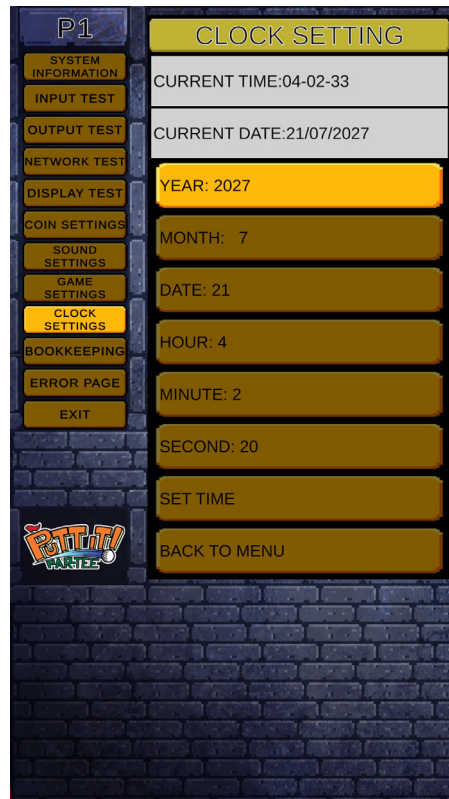 P1
SYSTEM
INFORMATION
INPUT TEST
OUTPUT TEST
NETWORK TEST
DISPLAY TEST
COIN SETTINGS
SOUND
SETTINGS
GAME
SETTINGS
CLOCK
SETTINGS
BOOKKEEPING
ERROR PAGE
EXIT
PUTT iT!
PARTEE
CLOCK SETTING
CURRENT TIME:04-02-33
CURRENT DATE:21/07/2027
YEAR: 2027
MONTH: 7
DATE: 21
HOUR: 4
MINUTE: 2
SECOND: 20
SET TIME
BACK TO MENU